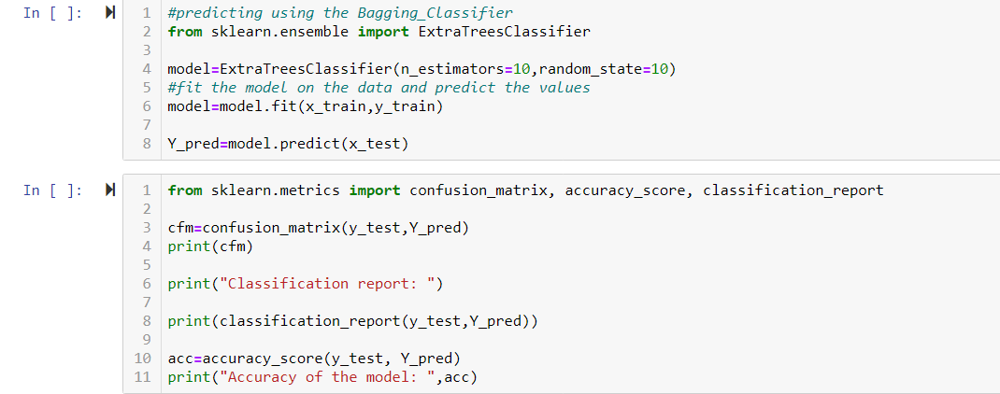 In [ ]: 1 #predicting using the Bagging_Classifier
2 from sklearn.ensemble import ExtraTreesClassifier
3
4 model=ExtraTreesClassifier(n_estimators=10,random_state=10)
5 #fit the model on the data and predict the values
6 model=model.fit(x_train,y_train)
7
8 Y_pred=model.predict(x_test)
In [ ]: 1 from sklearn.metrics import confusion_matrix, accuracy_score, classification_report
2
3 cfm=confusion_matrix(y_test,Y_pred)
4 print(cfm)
5
6 print("Classification report: ")
7
8 print(classification_report(y_test,Y_pred))
9
10 acc=accuracy_score(y_test, Y_pred)
11 print("Accuracy of the model: ",acc)